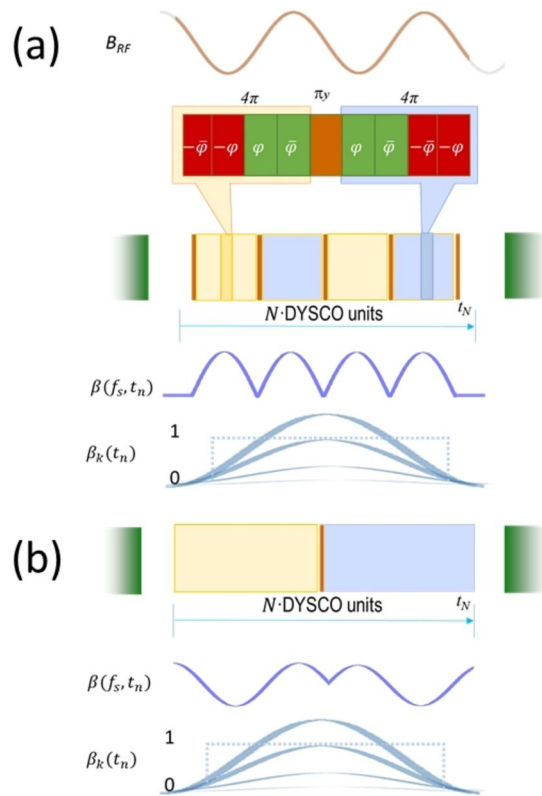 (a)
B_RF
4π π_y 4π
−φ̄ −φ φ φ̄ φ φ̄ −φ̄ −φ
N·DYSCO units t_N
β(f_s, t_n)
1
β_k(t_n)
0
(b)
N·DYSCO units t_N
β(f_s, t_n)
1
β_k(t_n)
0